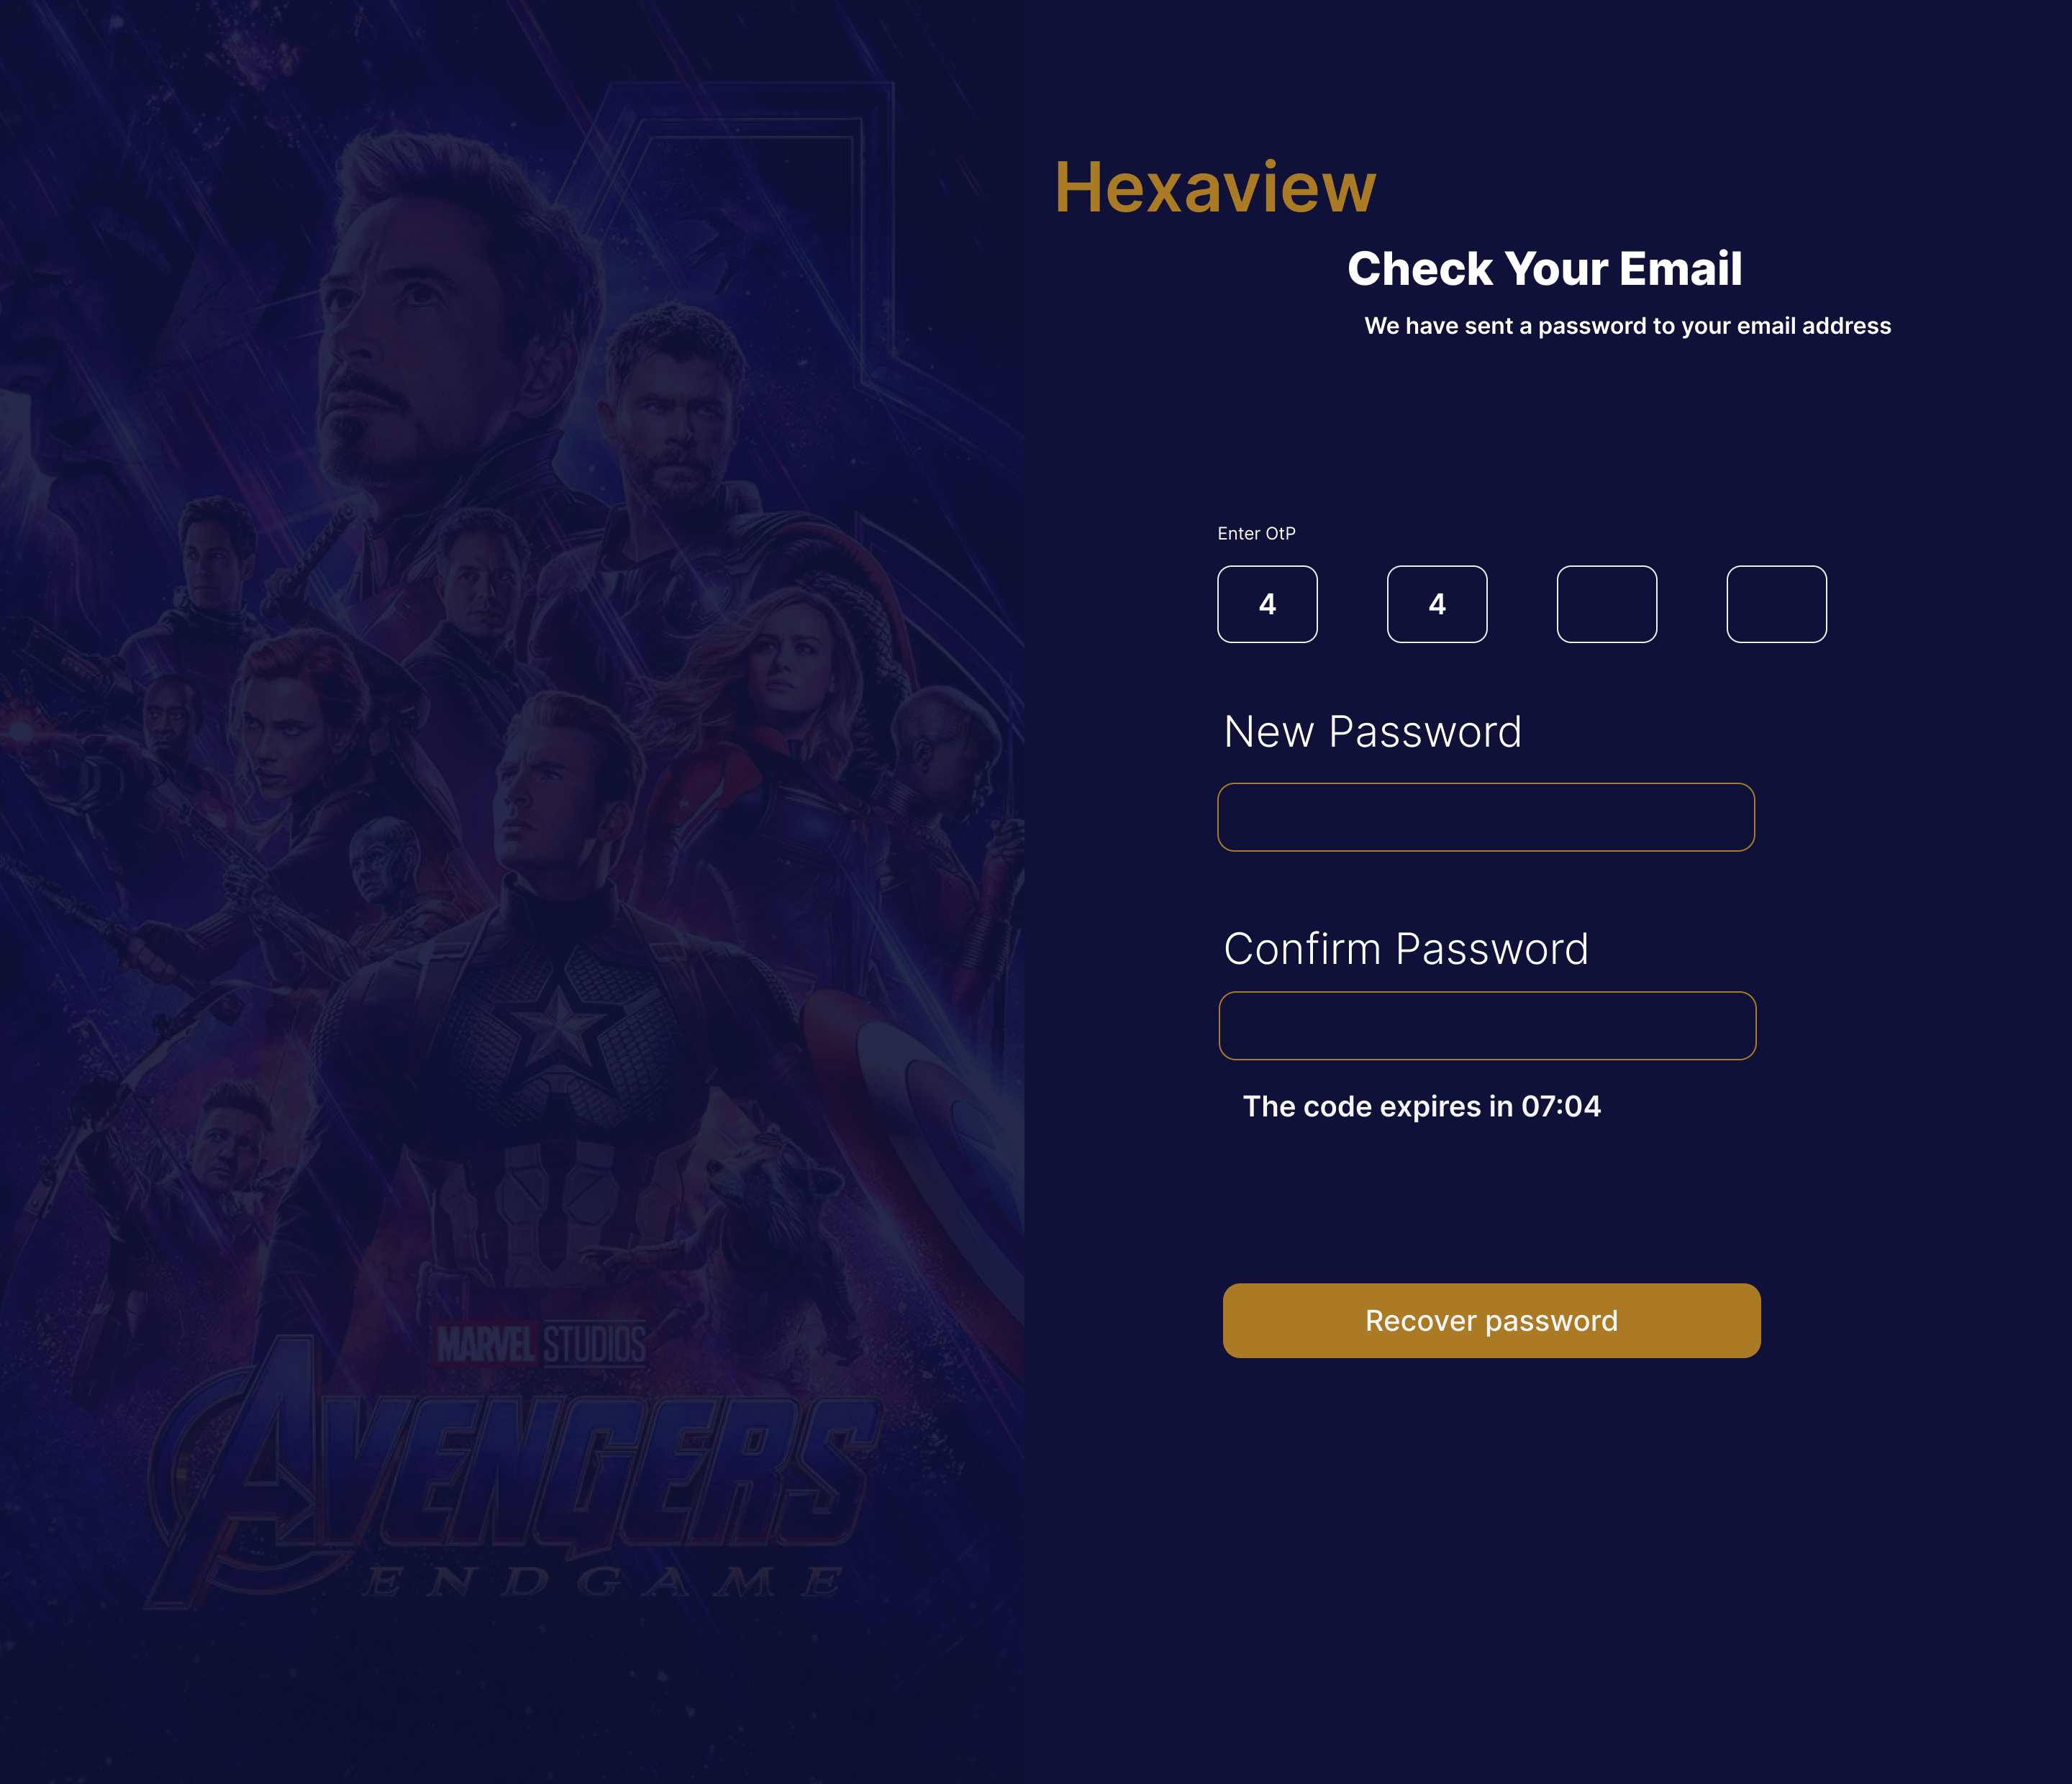 Hexaview
Check Your Email
We have sent a password to your email address
Enter OtP
4 4
New Password
Confirm Password
The code expires in 07:04
Recover password
MARVEL STUDIOS
AVENGERS
ENDGAME